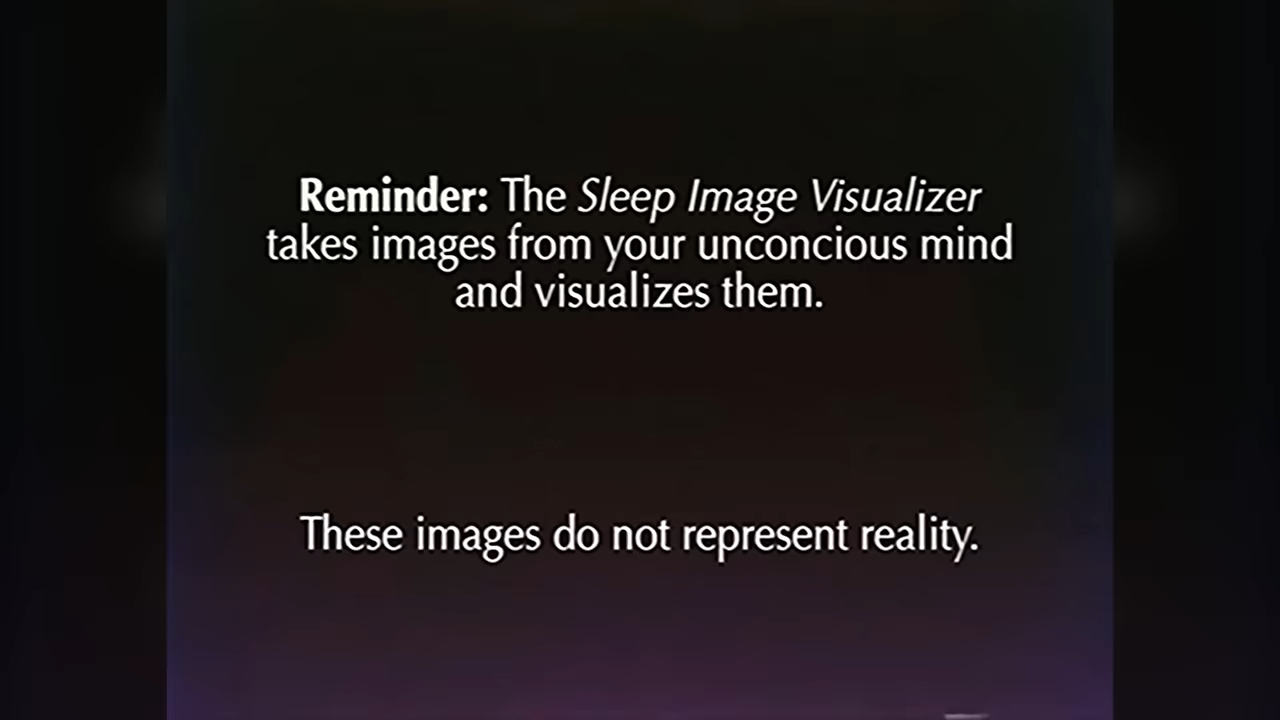 Reminder: The Sleep Image Visualizer
takes images from your unconcious mind
and visualizes them.
These images do not represent reality.